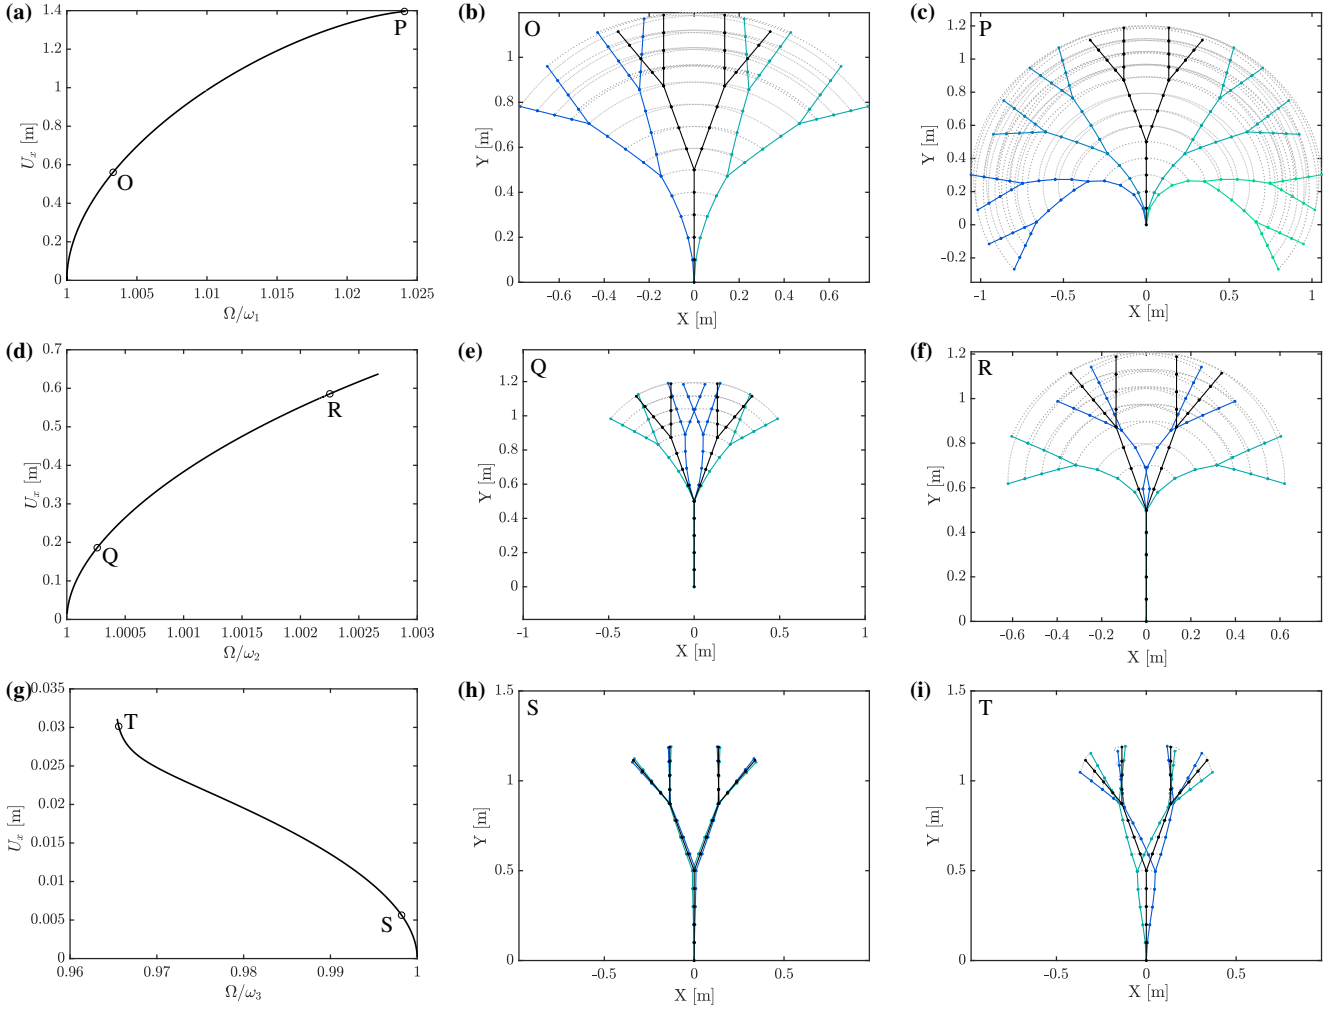 (a)
1.4
1.2
1
0.8
0.6
0.4
0.2
0
U_x [m]
P
O
1
1.005
1.01
1.015
1.02
1.025
Ω/ω_1
(b)
O
1
0.8
0.6
0.4
0.2
0
Y [m]
-0.6
-0.4
-0.2
0
0.2
0.4
0.6
X [m]
(c)
P
1.2
1
0.8
0.6
0.4
0.2
0
-0.2
Y [m]
-1
-0.5
0
0.5
1
X [m]
(d)
0.7
0.6
0.5
0.4
0.3
0.2
0.1
0
U_x [m]
R
Q
1
1.0005
1.001
1.0015
1.002
1.0025
1.003
Ω/ω_2
(e)
Q
1.4
1.2
1
0.8
0.6
0.4
0.2
0
Y [m]
-1
-0.5
0
0.5
1
X [m]
(f)
R
1.2
1
0.8
0.6
0.4
0.2
0
Y [m]
-0.6
-0.4
-0.2
0
0.2
0.4
0.6
X [m]
(g)
0.035
0.03
0.025
0.02
0.015
0.01
0.005
0
U_x [m]
T
S
0.96
0.97
0.98
0.99
1
Ω/ω_3
(h)
S
1.5
1
0.5
0
Y [m]
-0.5
0
0.5
X [m]
(i)
T
1.5
1
0.5
0
Y [m]
-0.5
0
0.5
X [m]